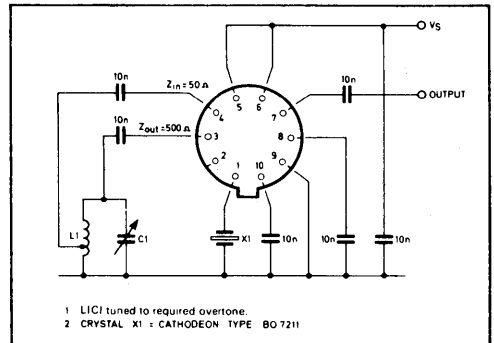 VS
10n
Zin = 50 Ω
10n
OUTPUT
5
6
4
7
10n
Zout = 500 Ω
3
8
2
9
1
10
L1
C1
X1
10n
10n
10n
1 LICI tuned to required overtone.
2 CRYSTAL X1 = CATHODEON TYPE BO 7211